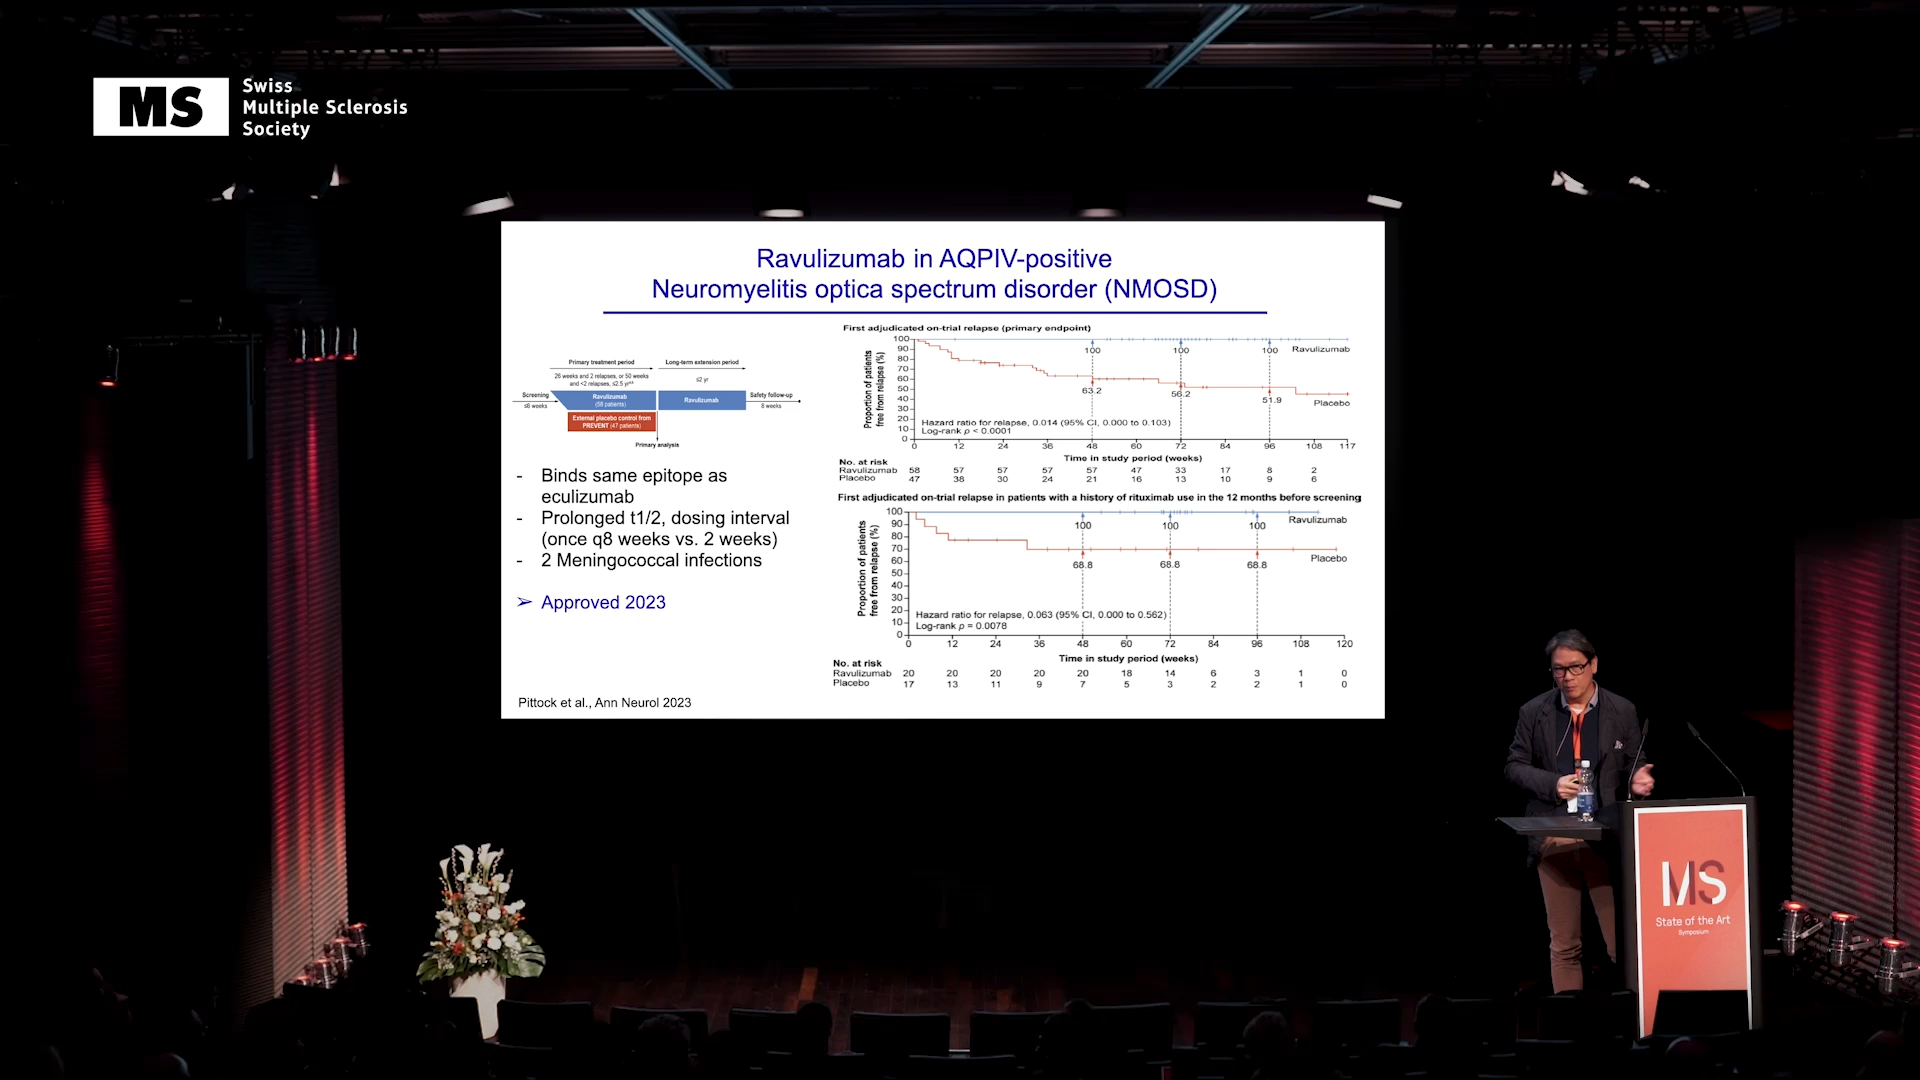 MS
Swiss
Multiple Sclerosis
Society
Ravulizumab in AQPIV-positive
Neuromyelitis optica spectrum disorder (NMOSD)
Primary treatment period
Long-term extension period
26 weeks and 2 relapses, or 50 weeks
and <2 relapses, ≤2.5 yr
≤2 yr
Screening
≤8 weeks
Ravulizumab
(58 patients)
Ravulizumab
Safety follow-up
8 weeks
External placebo control from
PREVENT (47 patients)
Primary analysis
- Binds same epitope as
eculizumab
- Prolonged t1/2, dosing interval
(once q8 weeks vs. 2 weeks)
- 2 Meningococcal infections
➢ Approved 2023
Pittock et al., Ann Neurol 2023
First adjudicated on-trial relapse (primary endpoint)
Proportion of patients
free from relapse (%)
100
90
80
70
60
50
40
30
20
10
0
100 100 100 Ravulizumab
63.2 56.2 51.9 Placebo
Hazard ratio for relapse, 0.014 (95% CI, 0.000 to 0.103)
Log-rank p < 0.0001
0 12 24 36 48 60 72 84 96 108 117
Time in study period (weeks)
No. at risk
Ravulizumab 58 57 57 57 57 47 33 17 8 2
Placebo 47 38 30 24 21 16 13 10 9 6
First adjudicated on-trial relapse in patients with a history of rituximab use in the 12 months before screening
Proportion of patients
free from relapse (%)
100
90
80
70
60
50
40
30
20
10
0
100 100 100 Ravulizumab
68.8 68.8 68.8 Placebo
Hazard ratio for relapse, 0.063 (95% CI, 0.000 to 0.562)
Log-rank p = 0.0078
0 12 24 36 48 60 72 84 96 108 120
Time in study period (weeks)
No. at risk
Ravulizumab 20 20 20 20 20 18 14 6 3 1 0
Placebo 17 13 11 9 7 5 3 2 2 1 0
MS
State of the Art
Symposium